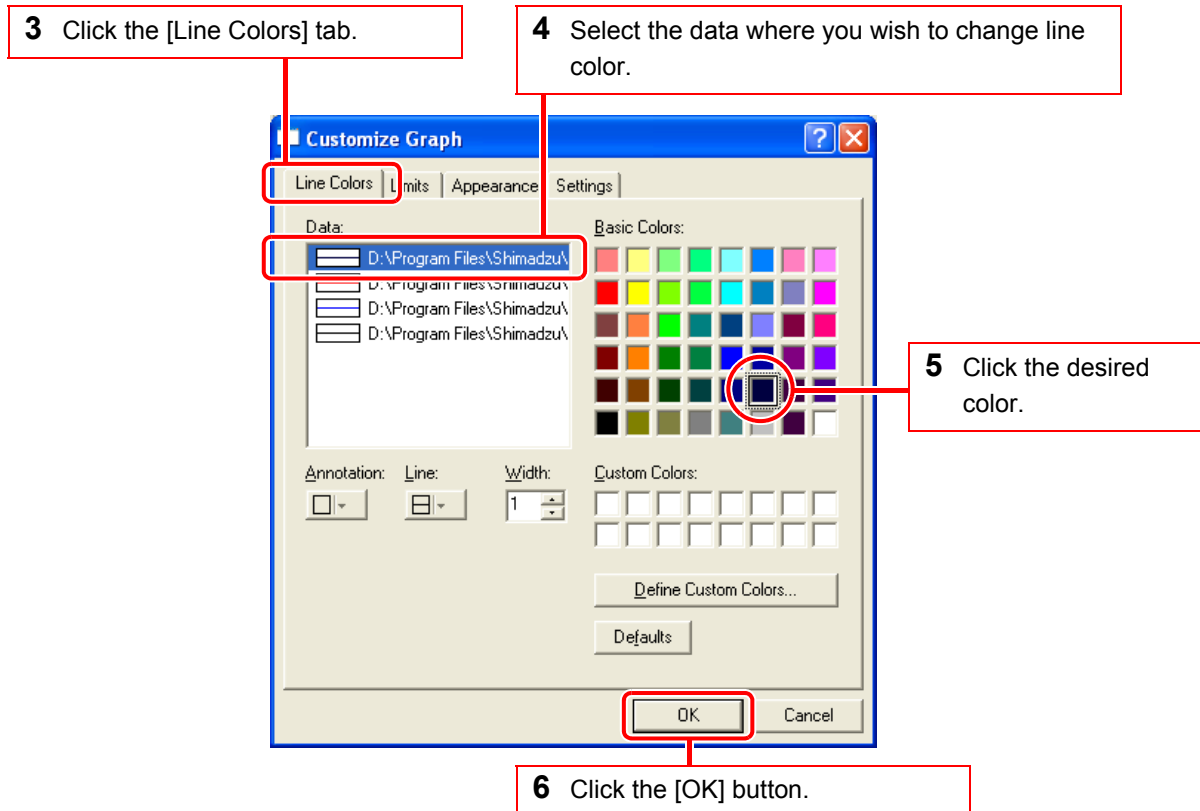 3 Click the [Line Colors] tab.
4 Select the data where you wish to change line
color.
Customize Graph
Line Colors Limits Appearance Settings
Data:
Basic Colors:
D:\Program Files\Shimadzu\
D:\Program Files\Shimadzu\
D:\Program Files\Shimadzu\
D:\Program Files\Shimadzu\
5 Click the desired
color.
Annotation: Line: Width:
Custom Colors:
1
Define Custom Colors...
Defaults
OK Cancel
6 Click the [OK] button.